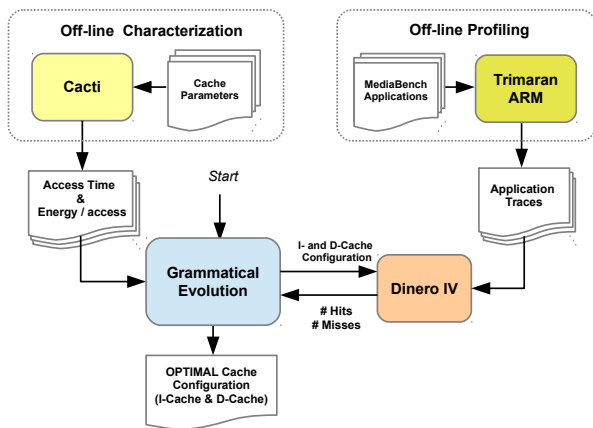 Off-line Characterization
Off-line Profiling
Cacti
Cache
Parameters
MediaBench
Applications
Trimaran
ARM
Access Time
&
Energy / access
Start
Application
Traces
I- and D-Cache
Configuration
Grammatical
Evolution
Dinero IV
# Hits
# Misses
OPTIMAL Cache
Configuration
(I-Cache & D-Cache)